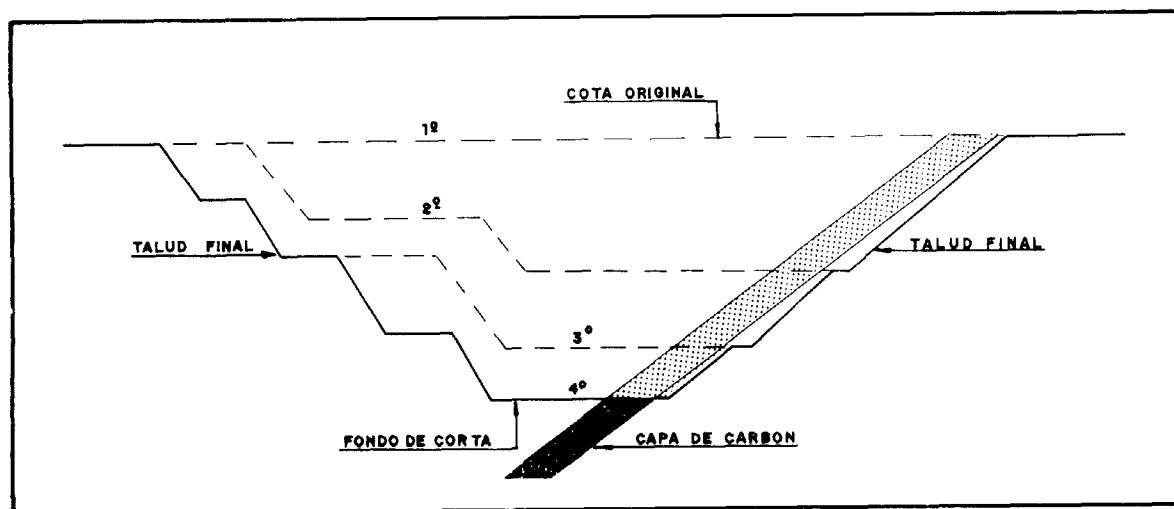 COTA ORIGINAL
1º
2º
TALUD FINAL
TALUD FINAL
3º
4º
FONDO DE CORTA
CAPA DE CARBON